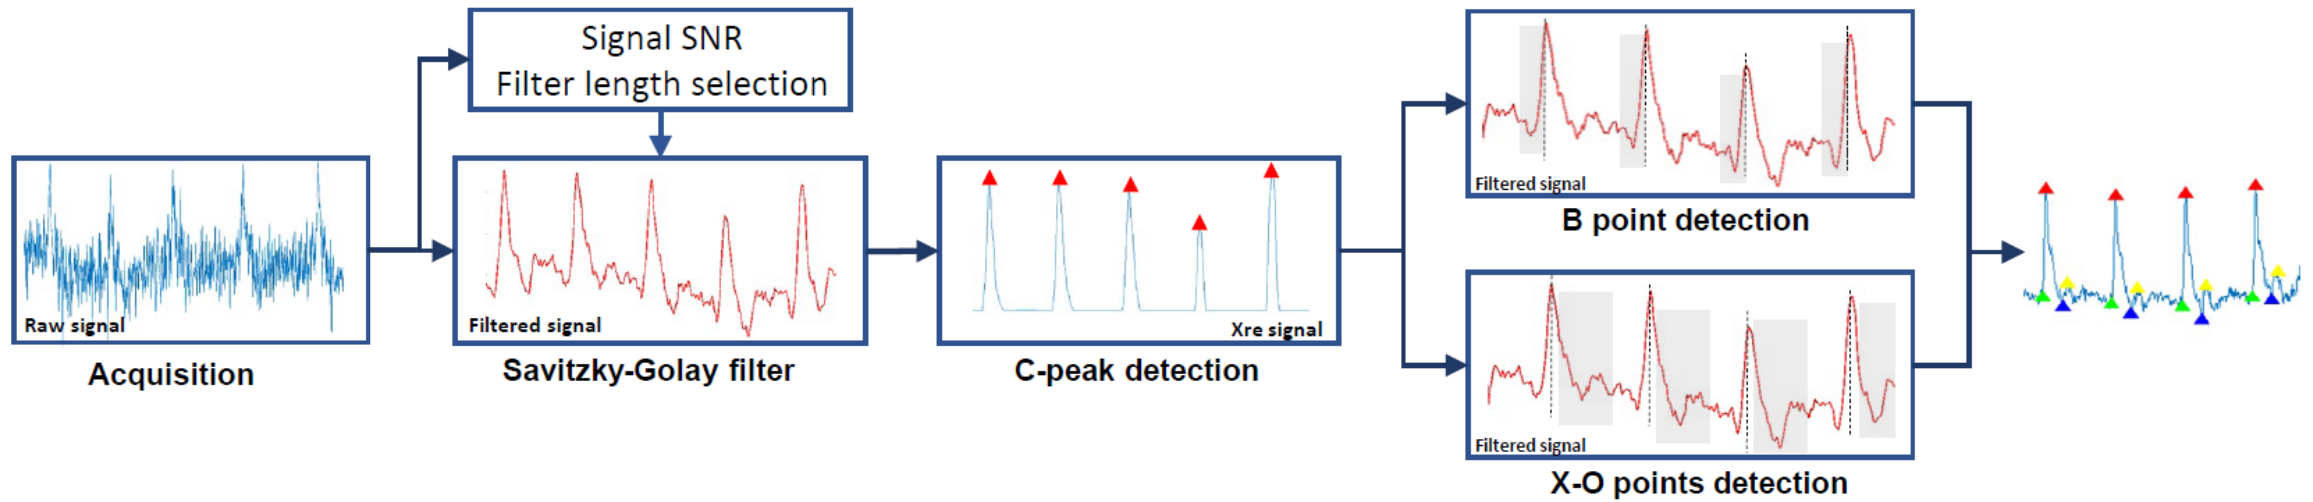 Signal SNR
Filter length selection
Raw signal
Acquisition
Filtered signal
Savitzky-Golay filter
Xre signal
C-peak detection
Filtered signal
B point detection
Filtered signal
X-O points detection